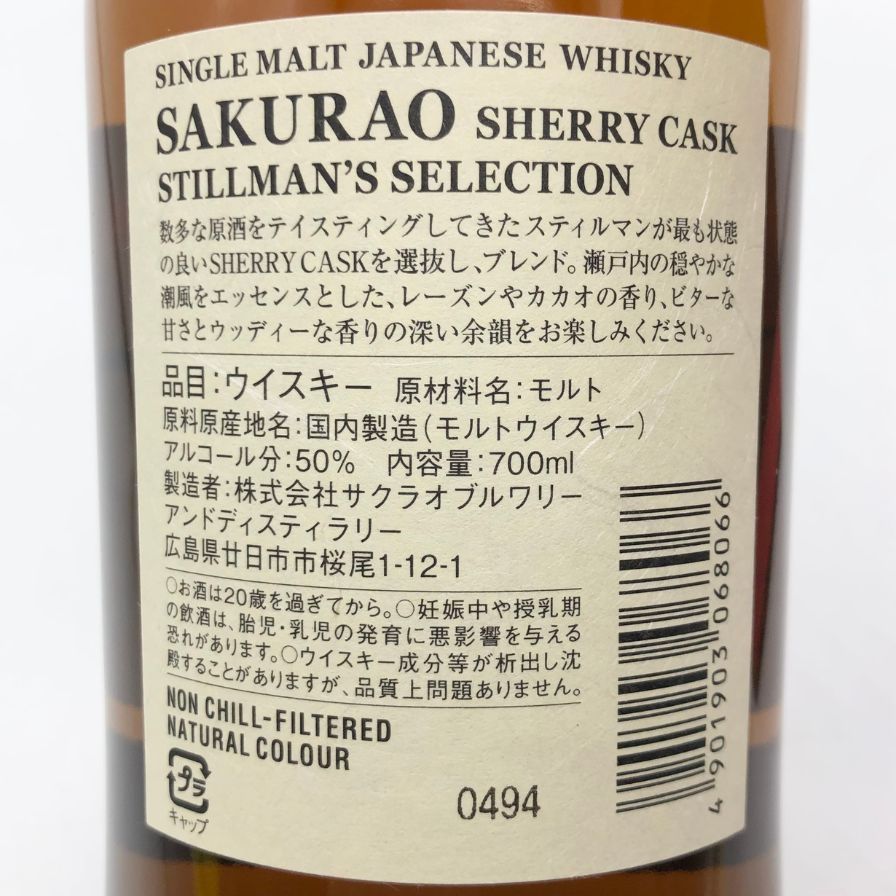 SINGLE MALT JAPANESE WHISKY
SAKURAO SHERRY CASK
STILLMAN'S SELECTION
数多な原酒をテイスティングしてきたスティルマンが最も状態
の良いSHERRY CASKを選抜し、ブレンド。瀬戸内の穏やかな
潮風をエッセンスとした、レーズンやカカオの香り、ビターな
甘さとウッディーな香りの深い余韻をお楽しみください。
品目:ウイスキー 原材料名:モルト
原料原産地名:国内製造(モルトウイスキー)
アルコール分:50% 内容量:700ml
製造者:株式会社サクラオブルワリー
アンドディスティラリー
広島県廿日市市桜尾1-12-1
○お酒は20歳を過ぎてから。○妊娠中や授乳期
の飲酒は、胎児・乳児の発育に悪影響を与える
恐れがあります。○ウイスキー成分等が析出し沈
殿することがありますが、品質上問題ありません。
NON CHILL-FILTERED
NATURAL COLOUR
プラ
キャップ
0494
4901903068066